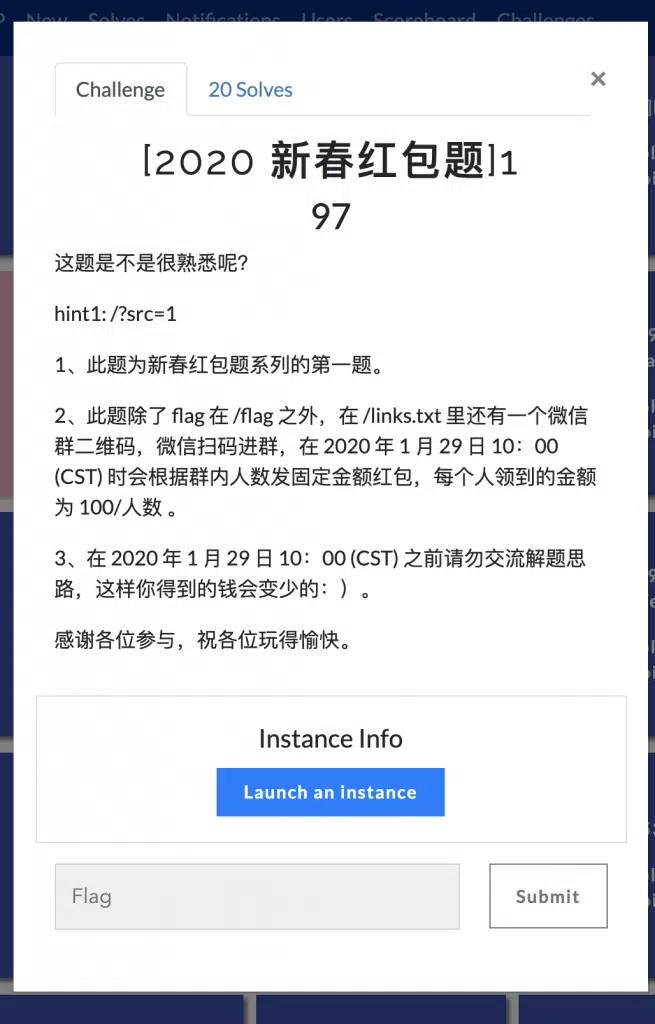 New Solves Notifications Users Scoreboard Challenges
Challenge
20 Solves
×
[2020 新春红包题]1
97
这题是不是很熟悉呢?
hint1: /?src=1
1、此题为新春红包题系列的第一题。
2、此题除了 flag 在 /flag 之外，在 /links.txt 里还有一个微信
群二维码，微信扫码进群，在 2020 年 1 月 29 日 10：00
(CST) 时会根据群内人数发固定金额红包，每个人领到的金额
为 100/人数 。
3、在 2020 年 1 月 29 日 10：00 (CST) 之前请勿交流解题思
路，这样你得到的钱会变少的：）。
感谢各位参与，祝各位玩得愉快。
Instance Info
Launch an instance
Flag
Submit